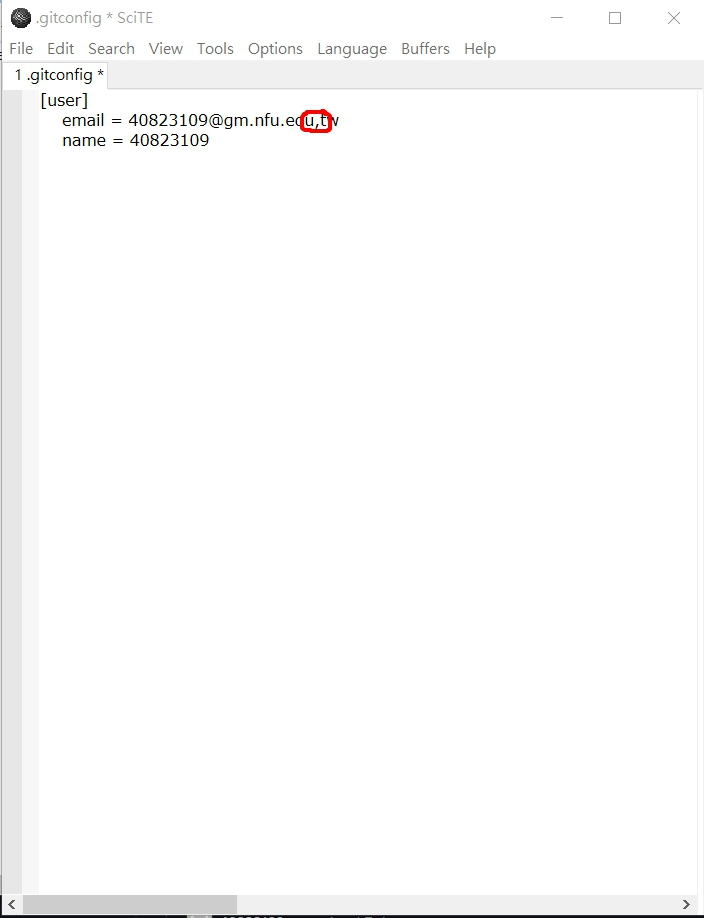 .gitconfig * SciTE
File Edit Search View Tools Options Language Buffers Help
1 .gitconfig *
[user]
email = 40823109@gm.nfu.edu,tw
name = 40823109